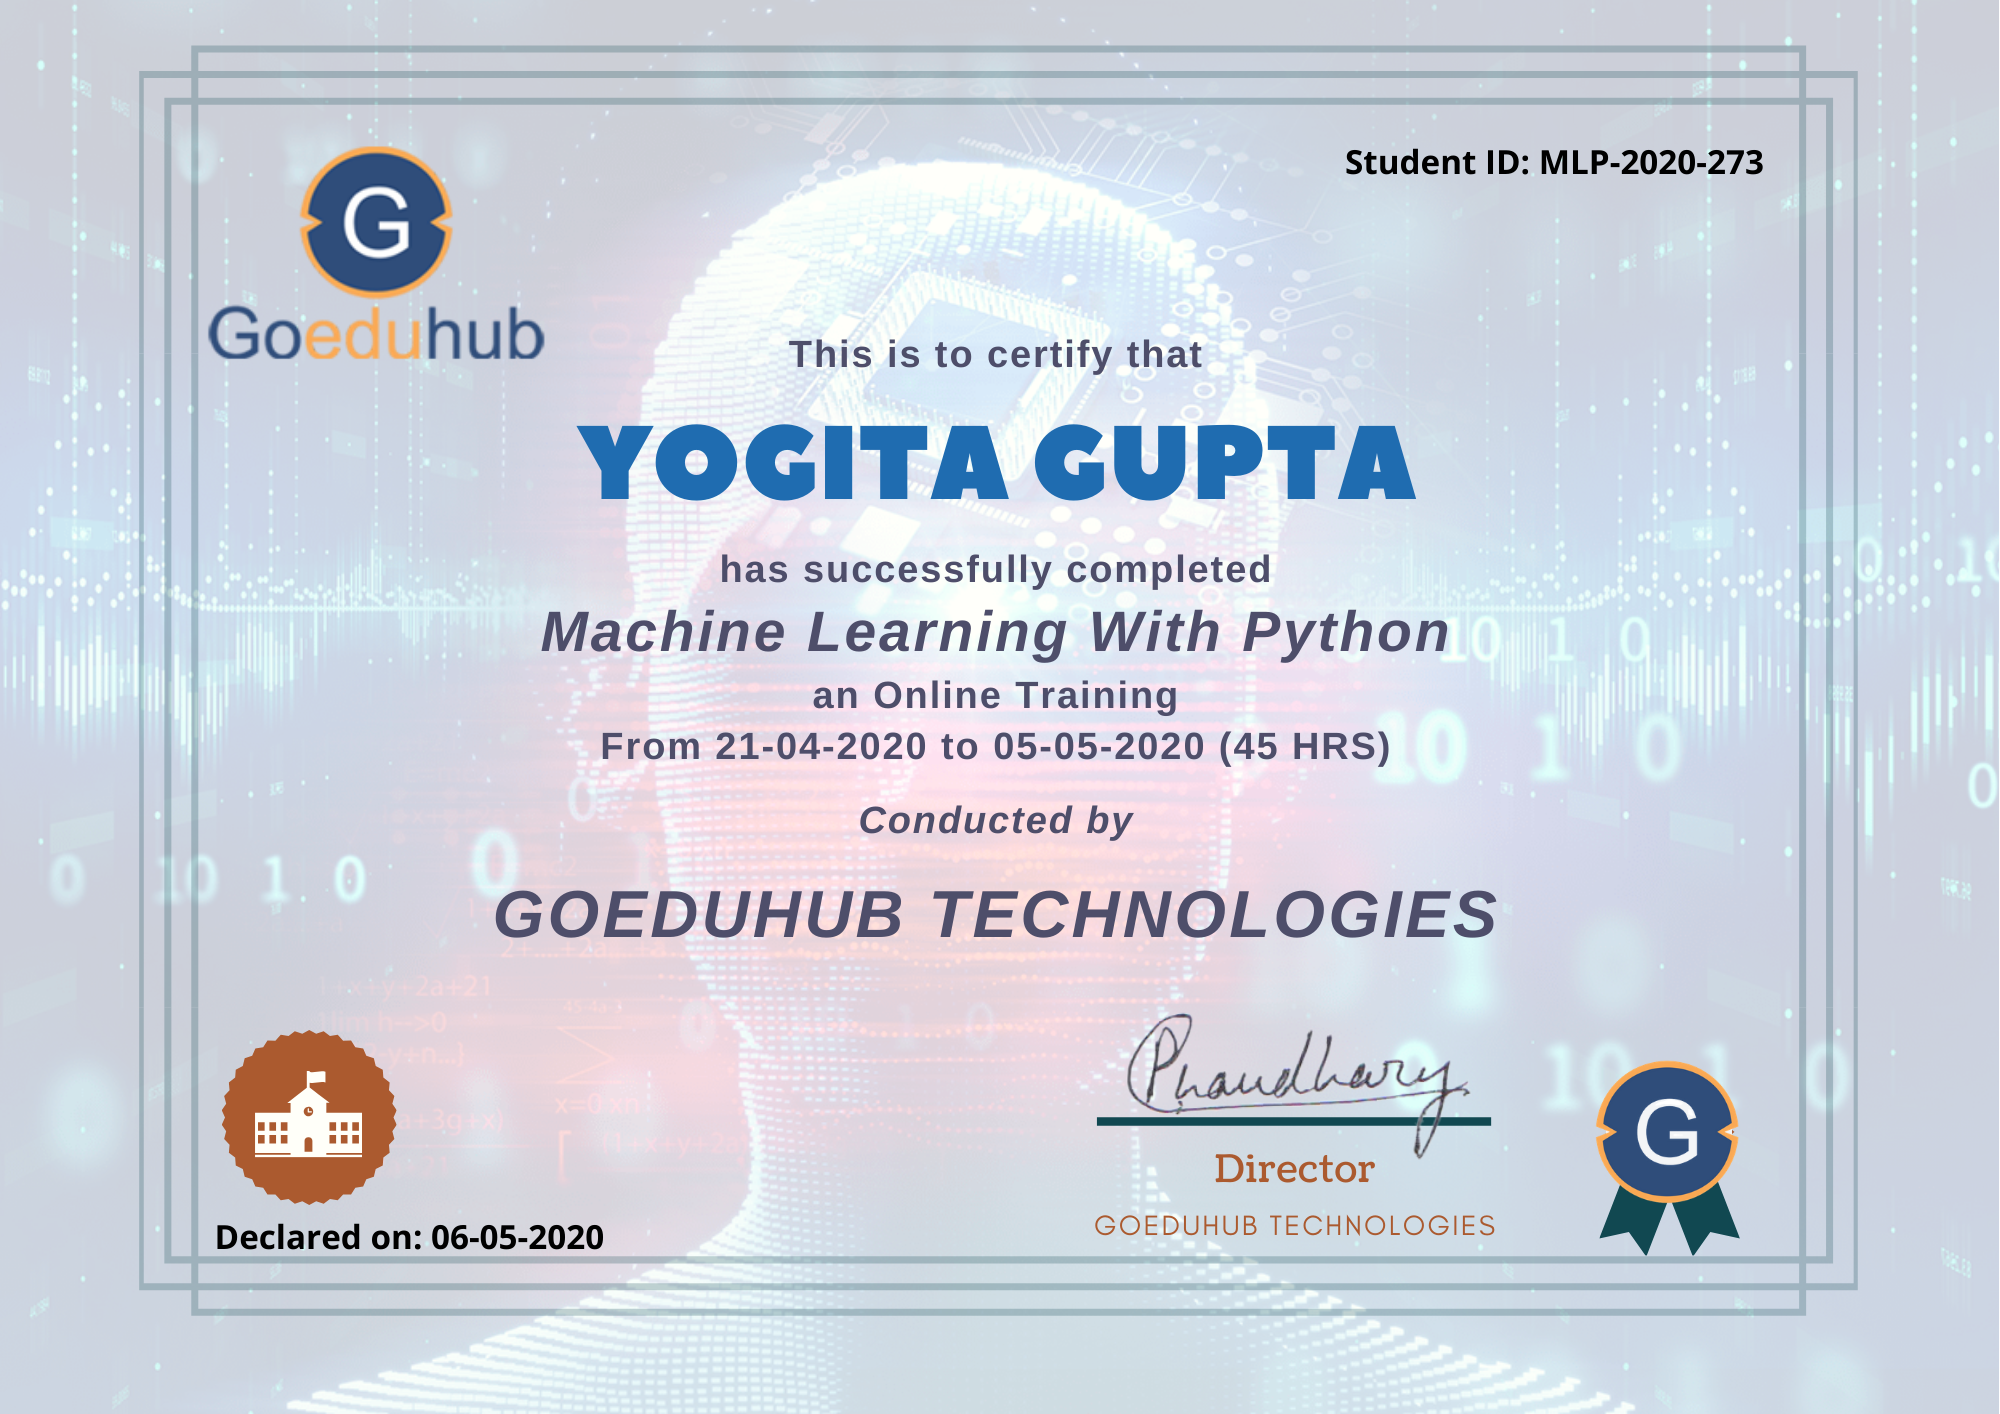 Student ID: MLP-2020-273
G
Goeduhub
This is to certify that
YOGITA GUPTA
has successfully completed
Machine Learning With Python
an Online Training
From 21-04-2020 to 05-05-2020 (45 HRS)
Conducted by
GOEDUHUB TECHNOLOGIES
Declared on: 06-05-2020
Director
GOEDUHUB TECHNOLOGIES
G